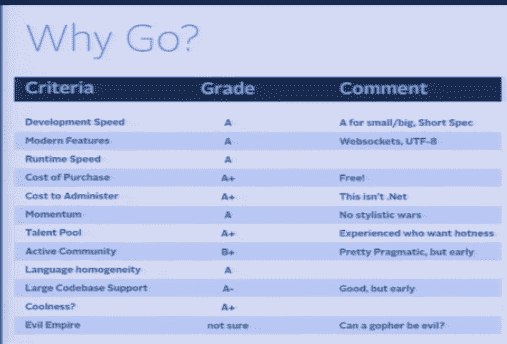 Why Go?
Criteria Grade Comment
Development Speed A A for small/big, Short Spec
Modern Features A Websockets, UTF-8
Runtime Speed A
Cost of Purchase A+ Free!
Cost to Administer A+ This isn't .Net
Momentum A No stylistic wars
Talent Pool A+ Experienced who want hotness
Active Community B+ Pretty Pragmatic, but early
Language homogeneity A
Large Codebase Support A- Good, but early
Coolness? A+
Evil Empire not sure Can a gopher be evil?